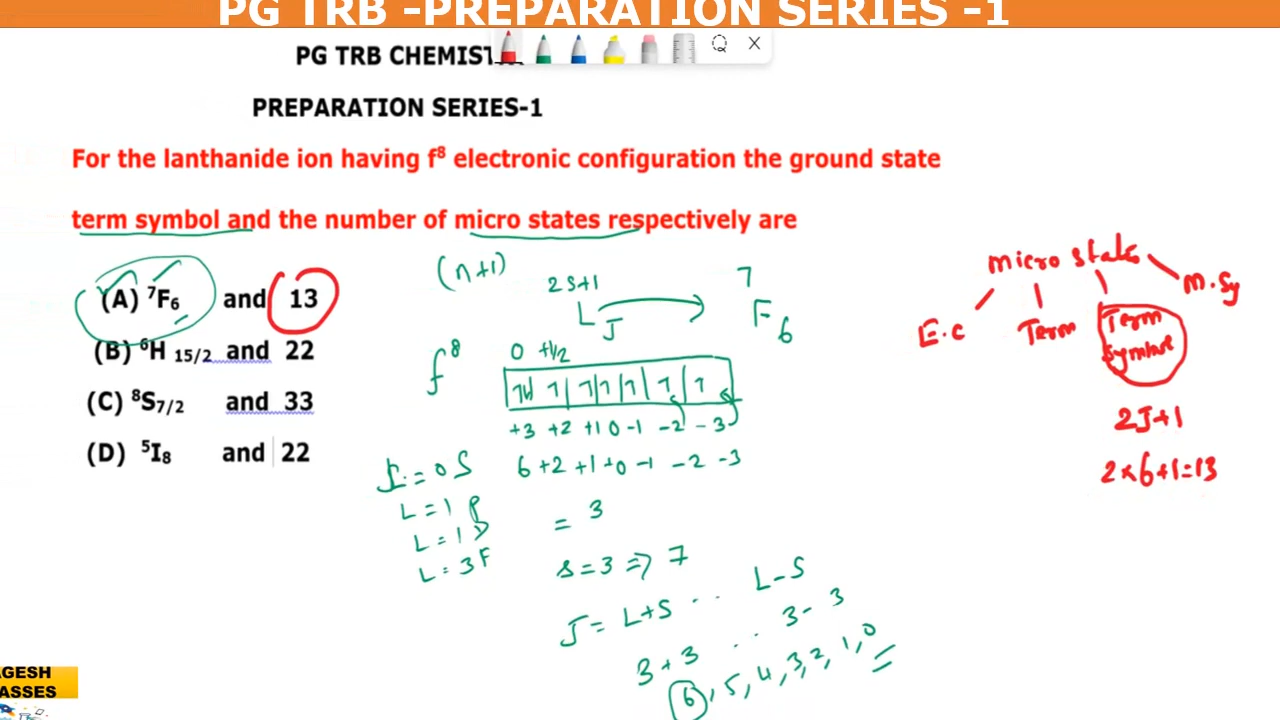 PG TRB -PREPARATION SERIES -1
PG TRB CHEMIST
PREPARATION SERIES-1
For the lanthanide ion having f⁸ electronic configuration the ground state
term symbol and the number of micro states respectively are
(A) ⁷F₆ and 13
(B) ⁶H 15/2 and 22
(C) ⁸S7/2 and 33
(D) ⁵I₈ and 22
(n+1)
2S+1
L J
7
F 6
f⁸
0 +1/2
+3 +2 +1 0 -1 -2 -3
6 +2 +1 +0 -1 -2 -3
= 3
L = 0 S
L = 1 P
L = 1 D
L = 3 F
s = 3 => 7
J = L+S .. L-S
3+3 .. 3-3
6, 5, 4, 3, 2, 1, 0
micro state
E.C
Term
Term
Symbol
M.Sy
2J+1
2×6+1=13
AGESH
ASSES